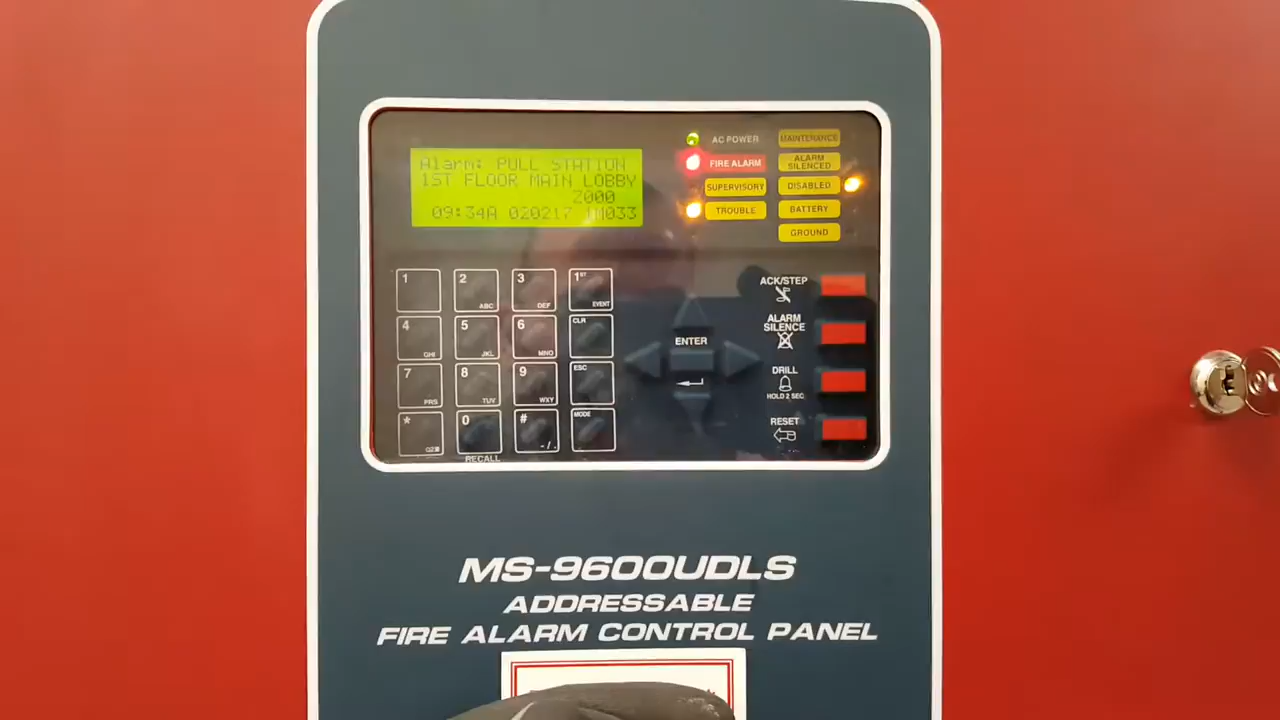 Alarm: PULL STATION
1ST FLOOR MAIN LOBBY
Z000
09:34A 020217 1M033
AC POWER
FIRE ALARM
SUPERVISORY
TROUBLE
MAINTENANCE
ALARM
SILENCED
DISABLED
BATTERY
GROUND
1
2
ABC
3
DEF
1ST
EVENT
4
GHI
5
JKL
6
MNO
CLR
7
PRS
8
TUV
9
WXY
ESC
*
QZ
0
#
- / .
MODE
RECALL
ENTER
ACK/STEP
ALARM
SILENCE
DRILL
HOLD 2 SEC.
RESET
MS-9600UDLS
ADDRESSABLE
FIRE ALARM CONTROL PANEL